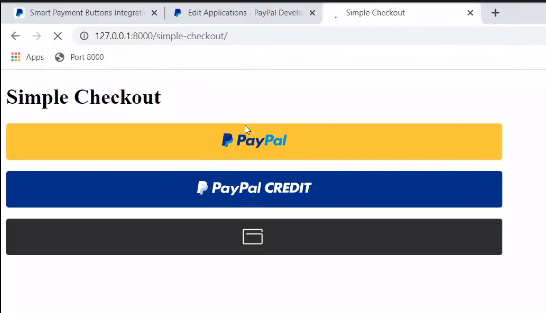 Smart Payment Buttons Integrati
Edit Applications - PayPal Develo
Simple Checkout
127.0.0.1:8000/simple-checkout/
Apps
Port 8000
Simple Checkout
PayPal
PayPal CREDIT